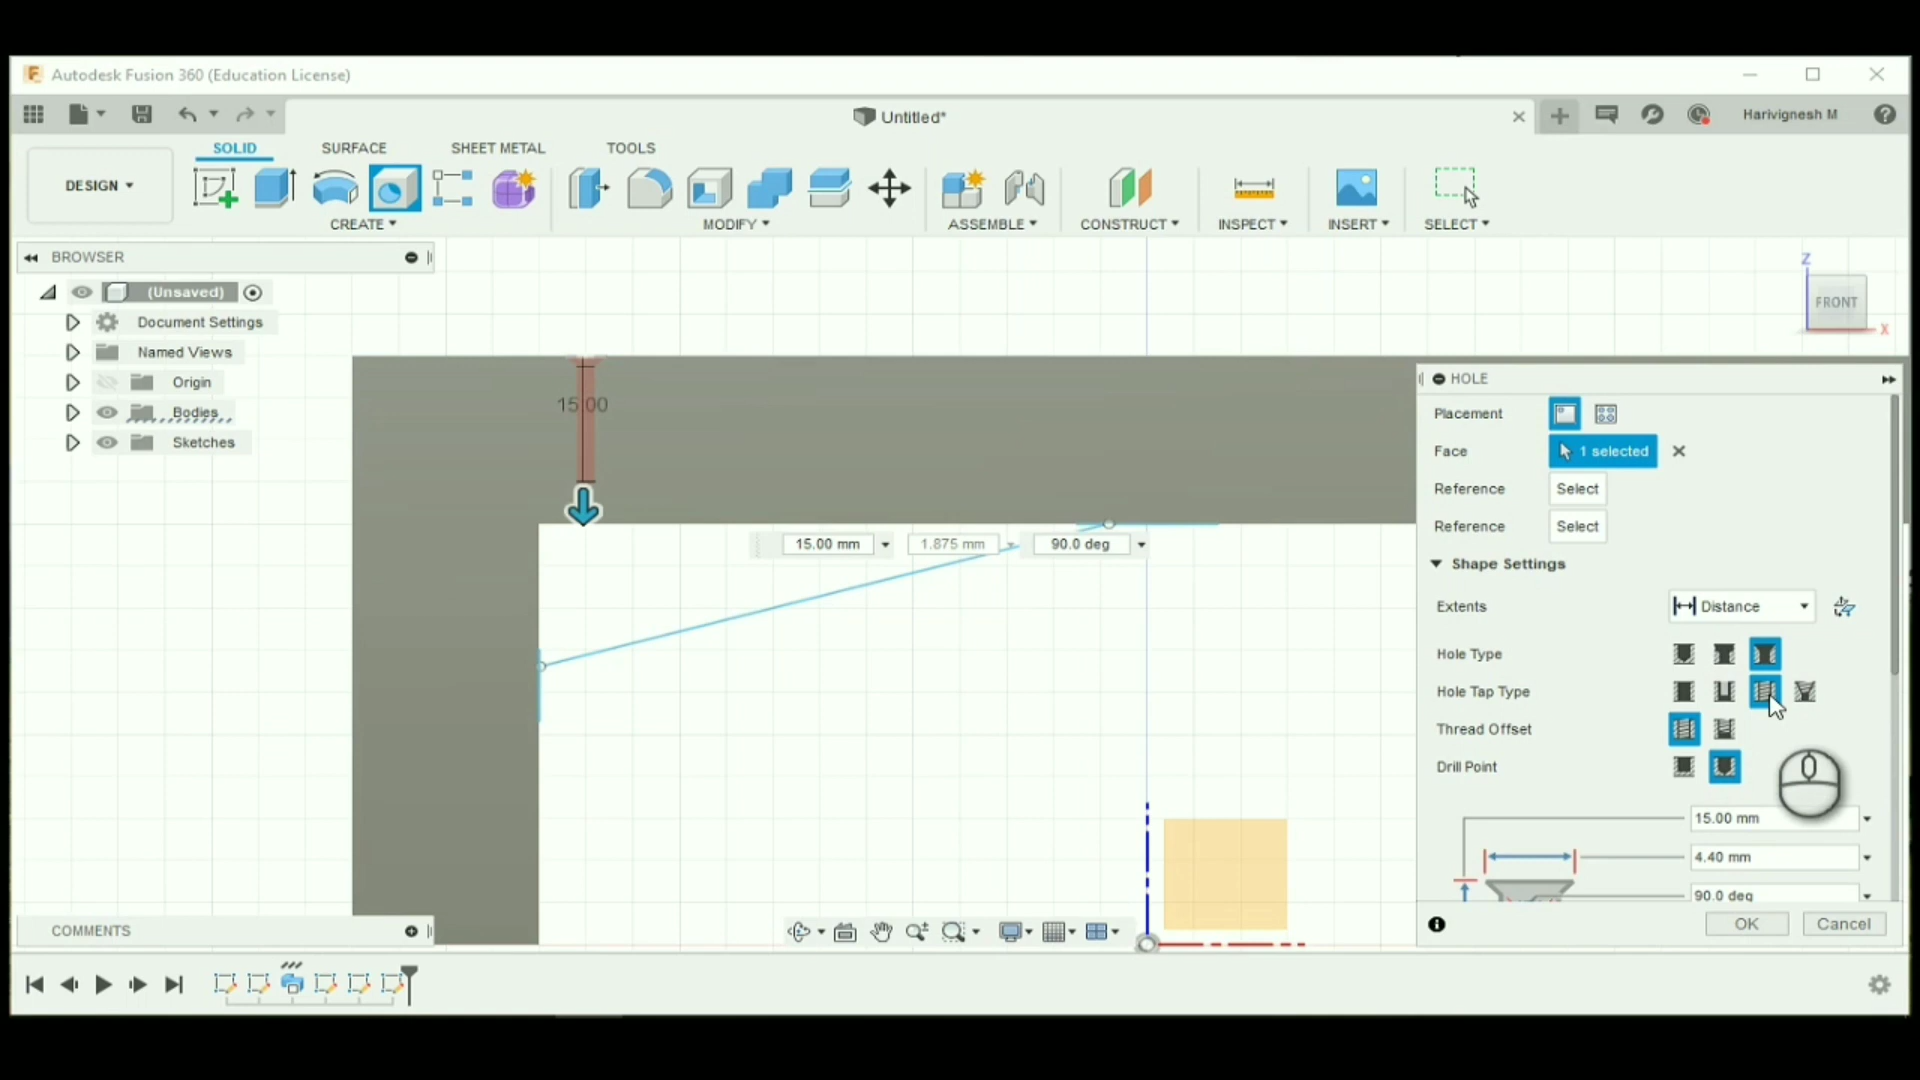 Autodesk Fusion 360 (Education License)
Untitled*
Harivignesh M
SOLID SURFACE SHEET METAL TOOLS
DESIGN
CREATE MODIFY ASSEMBLE CONSTRUCT INSPECT INSERT SELECT
BROWSER
(Unsaved)
Document Settings
Named Views
Origin
Bodies
Sketches
Z
FRONT
X
15.00
15.00 mm 1.875 mm 90.0 deg
HOLE
Placement
Face 1 selected
Reference Select
Reference Select
Shape Settings
Extents Distance
Hole Type
Hole Tap Type
Thread Offset
Drill Point
15.00 mm
4.40 mm
90.0 deg
OK Cancel
COMMENTS